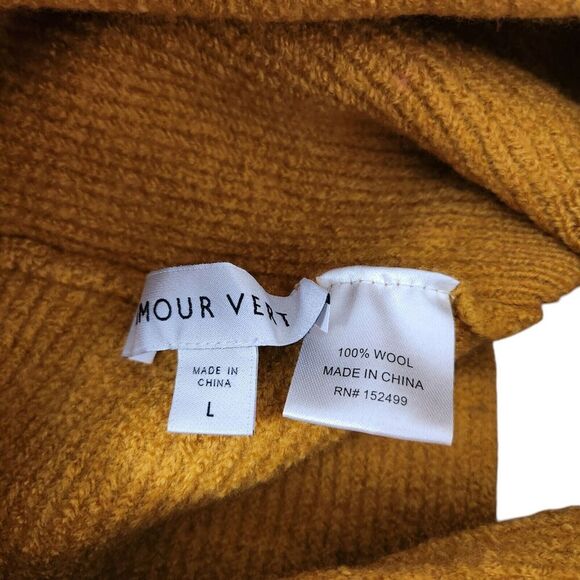 MOUR VERT
MADE IN
CHINA
L
100% WOOL
MADE IN CHINA
RN# 152499